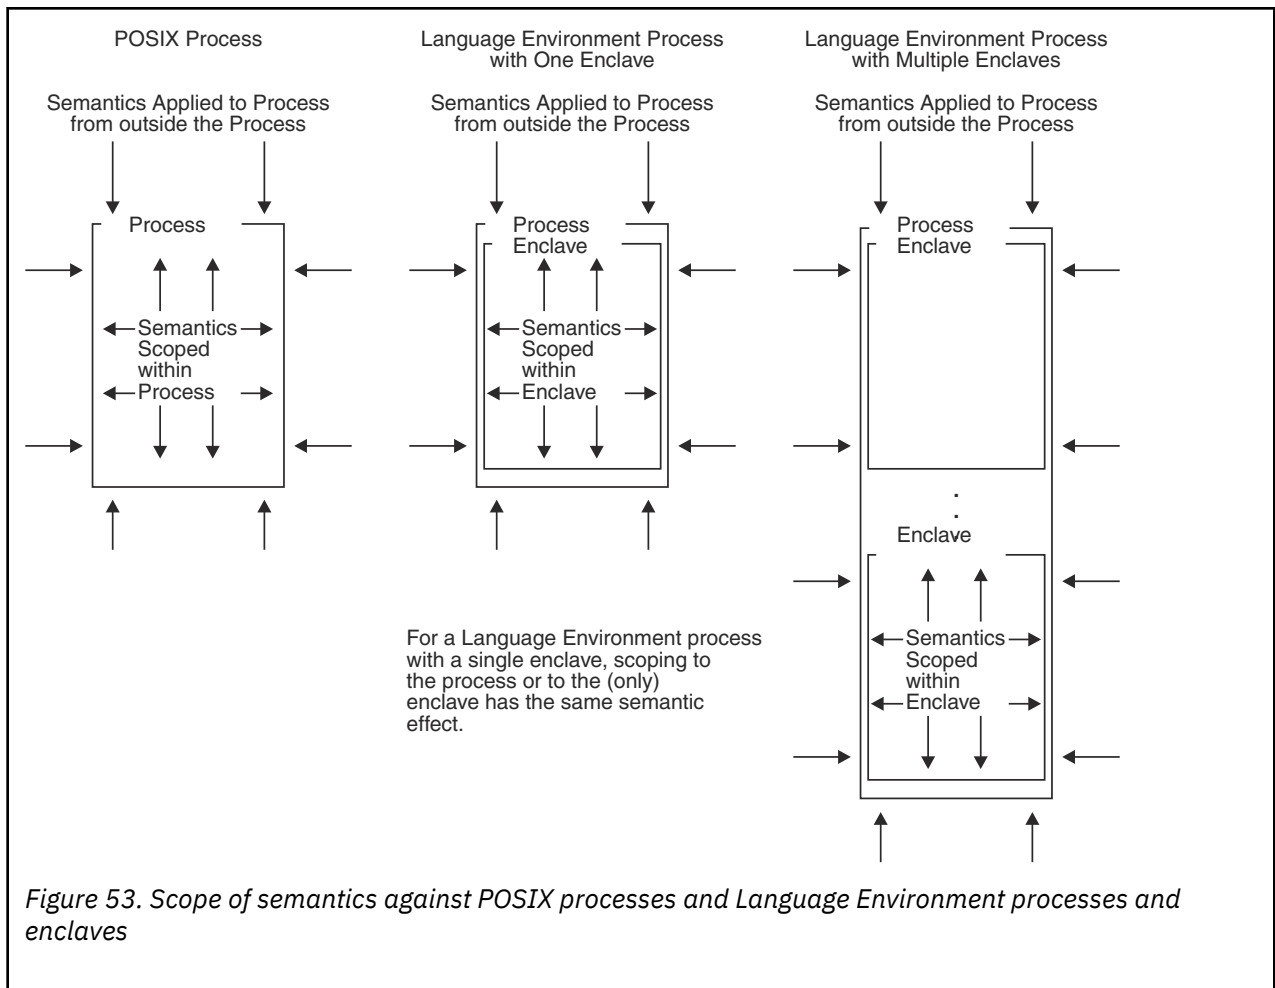 POSIX Process
Semantics Applied to Process
from outside the Process
Process
Semantics
Scoped
within
Process
Language Environment Process
with One Enclave
Semantics Applied to Process
from outside the Process
Process
Enclave
Semantics
Scoped
within
Enclave
For a Language Environment process
with a single enclave, scoping to
the process or to the (only)
enclave has the same semantic
effect.
Language Environment Process
with Multiple Enclaves
Semantics Applied to Process
from outside the Process
Process
Enclave
.
.
.
Enclave
Semantics
Scoped
within
Enclave
Figure 53. Scope of semantics against POSIX processes and Language Environment processes and
enclaves